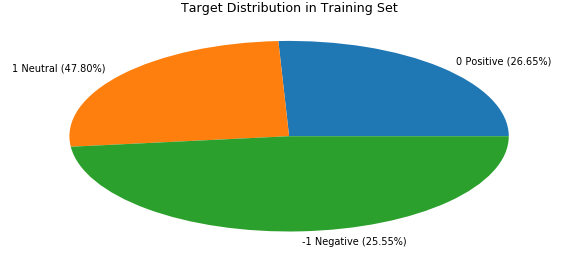 Target Distribution in Training Set
1 Neutral (47.80%)
0 Positive (26.65%)
-1 Negative (25.55%)